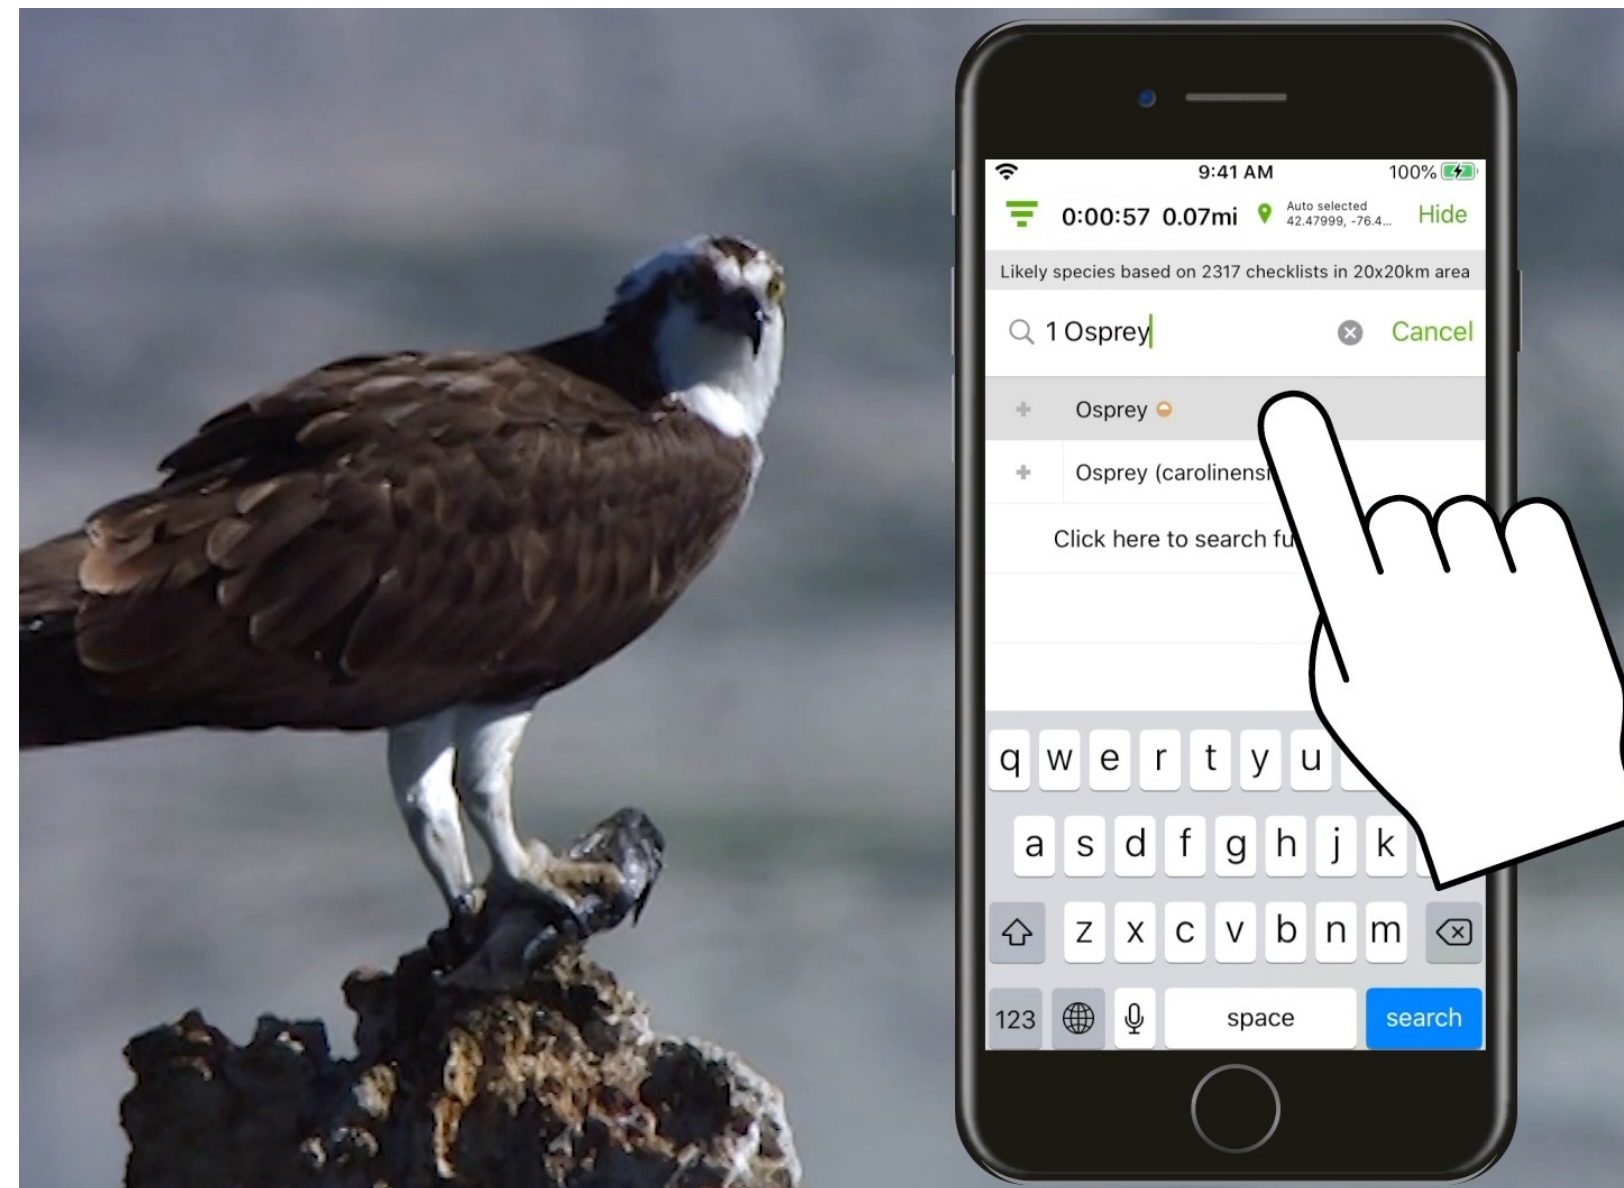 9:41 AM 100%
0:00:57 0.07mi Auto selected Hide
42.47999, -76.4...
Likely species based on 2317 checklists in 20x20km area
1 Osprey Cancel
Osprey
Osprey (carolinensi
Click here to search fu
q w e r t y u
a s d f g h j k
z x c v b n m
123 space search